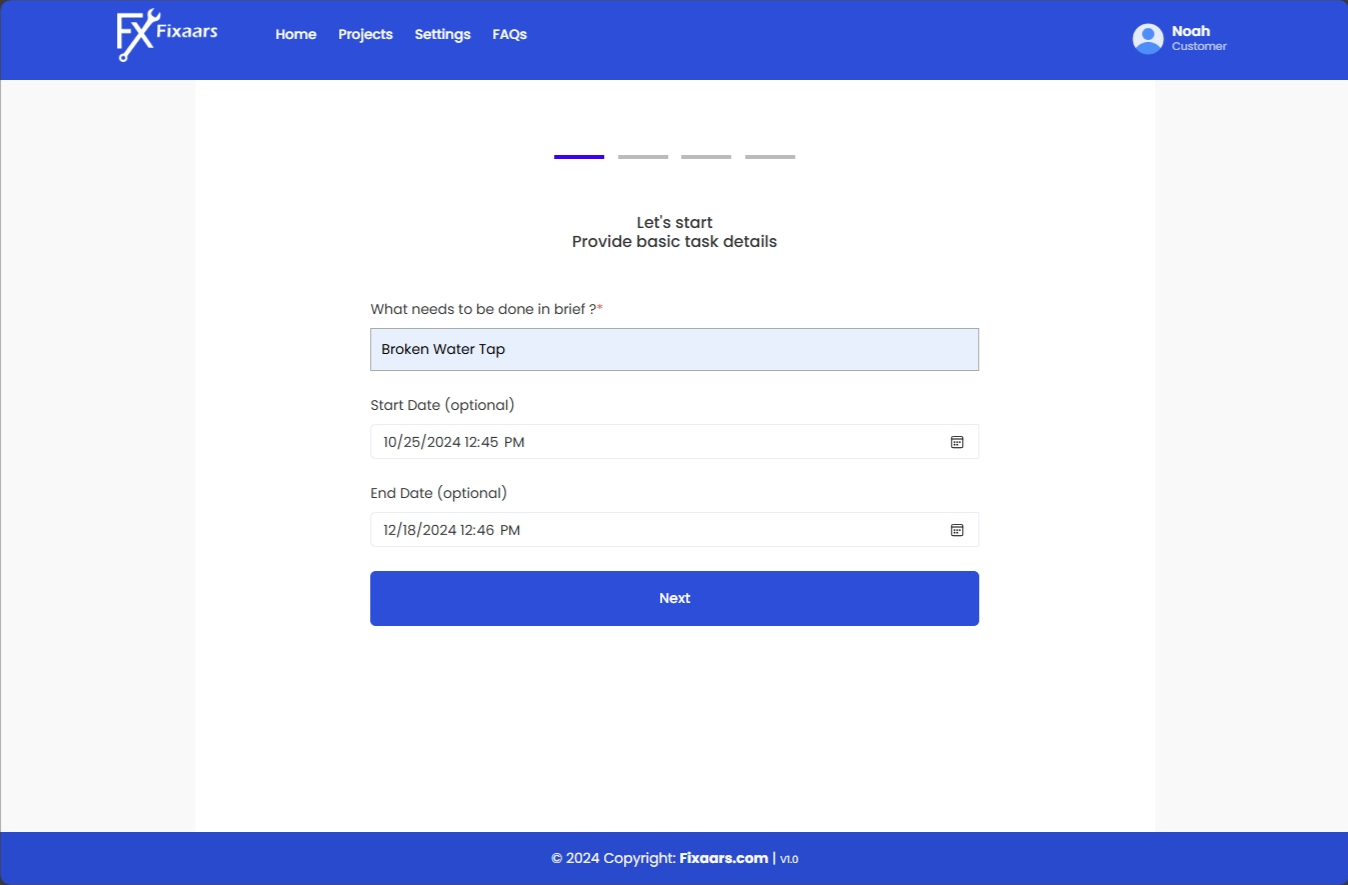 FX Fixaars
Home Projects Settings FAQs
Noah
Customer
Let's start
Provide basic task details
What needs to be done in brief ?*
Broken Water Tap
Start Date (optional)
10/25/2024 12:45 PM
End Date (optional)
12/18/2024 12:46 PM
Next
© 2024 Copyright: Fixaars.com | V1.0